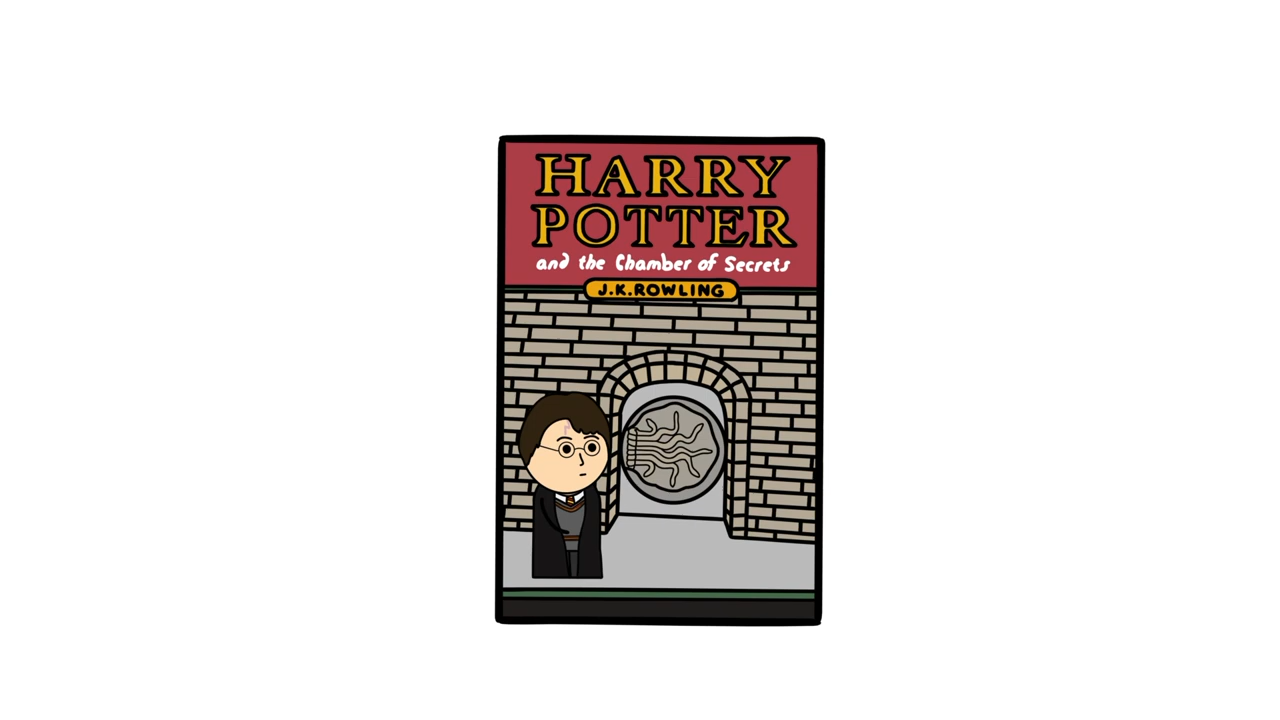 HARRY
POTTER
and the Chamber of Secrets
J.K.ROWLING